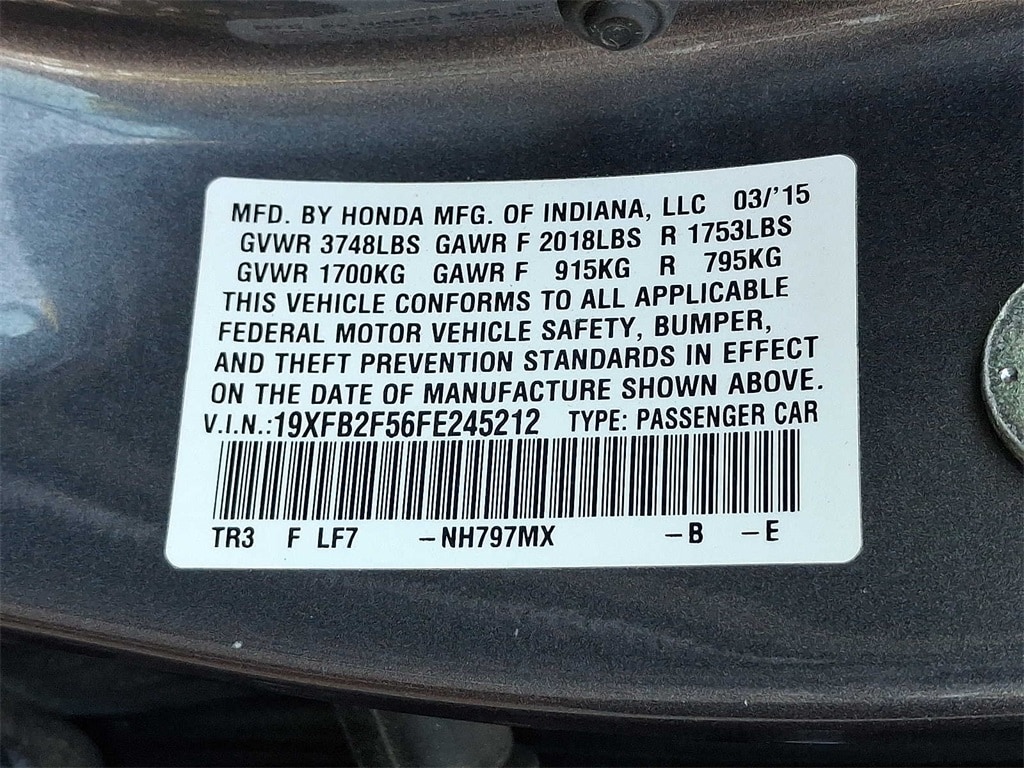 MFD. BY HONDA MFG. OF INDIANA, LLC 03/'15
GVWR 3748LBS GAWR F 2018LBS R 1753LBS
GVWR 1700KG GAWR F 915KG R 795KG
THIS VEHICLE CONFORMS TO ALL APPLICABLE
FEDERAL MOTOR VEHICLE SAFETY, BUMPER,
AND THEFT PREVENTION STANDARDS IN EFFECT
ON THE DATE OF MANUFACTURE SHOWN ABOVE.
V.I.N.:19XFB2F56FE245212 TYPE: PASSENGER CAR
TR3 F LF7 –NH797MX –B –E